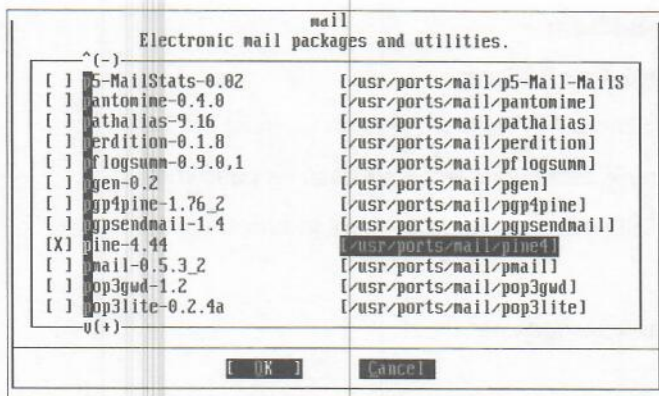 mail
Electronic mail packages and utilities.
^(-)
[ ] p5-MailStats-0.02 [/usr/ports/mail/p5-Mail-MailS
[ ] pantomime-0.4.0 [/usr/ports/mail/pantomime]
[ ] pathalias-9.16 [/usr/ports/mail/pathalias]
[ ] perdition-0.1.8 [/usr/ports/mail/perdition]
[ ] pflogsumm-0.9.0,1 [/usr/ports/mail/pflogsumm]
[ ] pgen-0.2 [/usr/ports/mail/pgen]
[ ] pgp4pine-1.76_2 [/usr/ports/mail/pgp4pine]
[ ] pgpsendmail-1.4 [/usr/ports/mail/pgpsendmail]
[X] pine-4.44 [/usr/ports/mail/pine4]
[ ] pmail-0.5.3_2 [/usr/ports/mail/pmail]
[ ] pop3gwd-1.2 [/usr/ports/mail/pop3gwd]
[ ] pop3lite-0.2.4a [/usr/ports/mail/pop3lite]
v(+)
[ OK ] Cancel